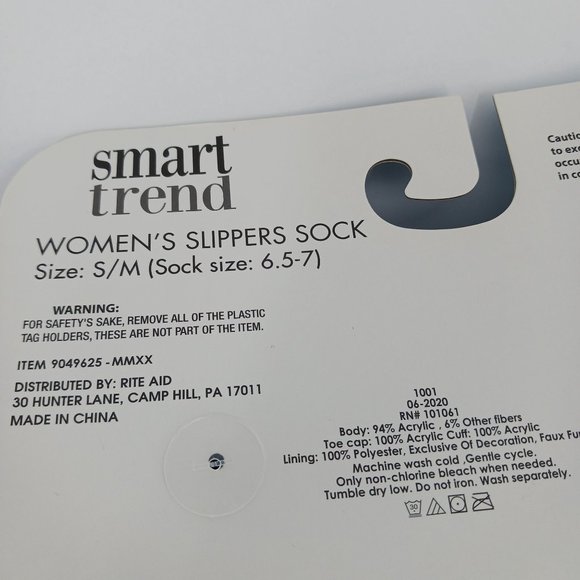 smart
trend
WOMEN'S SLIPPERS SOCK
Size: S/M (Sock size: 6.5-7)
WARNING:
FOR SAFETY'S SAKE, REMOVE ALL OF THE PLASTIC
TAG HOLDERS, THESE ARE NOT PART OF THE ITEM.
ITEM 9049625 - MMXX
DISTRIBUTED BY: RITE AID
30 HUNTER LANE, CAMP HILL, PA 17011
MADE IN CHINA
to
in
1001
06-2020
RN# 101061
Body: 94% Acrylic , 6% Other fibers
Toe cap: 100% Acrylic Cuff: 100% Acrylic
Lining: 100% Polyester, Exclusive Of Decoration, Faux
Machine wash cold ,Gentle cycle.
Only non-chlorine bleach when needed.
Tumble dry low. Do not iron. Wash separately.
30